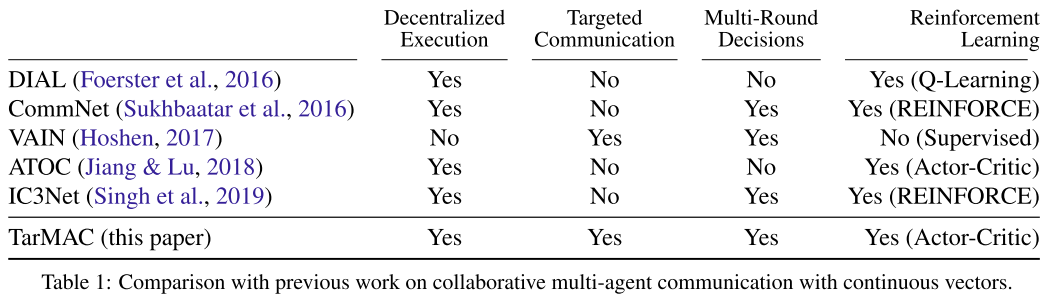 Decentralized Execution Targeted Communication Multi-Round Decisions Reinforcement Learning
DIAL (Foerster et al., 2016) Yes No No Yes (Q-Learning)
CommNet (Sukhbaatar et al., 2016) Yes No Yes Yes (REINFORCE)
VAIN (Hoshen, 2017) No Yes Yes No (Supervised)
ATOC (Jiang & Lu, 2018) Yes No No Yes (Actor-Critic)
IC3Net (Singh et al., 2019) Yes No Yes Yes (REINFORCE)
TarMAC (this paper) Yes Yes Yes Yes (Actor-Critic)
Table 1: Comparison with previous work on collaborative multi-agent communication with continuous vectors.